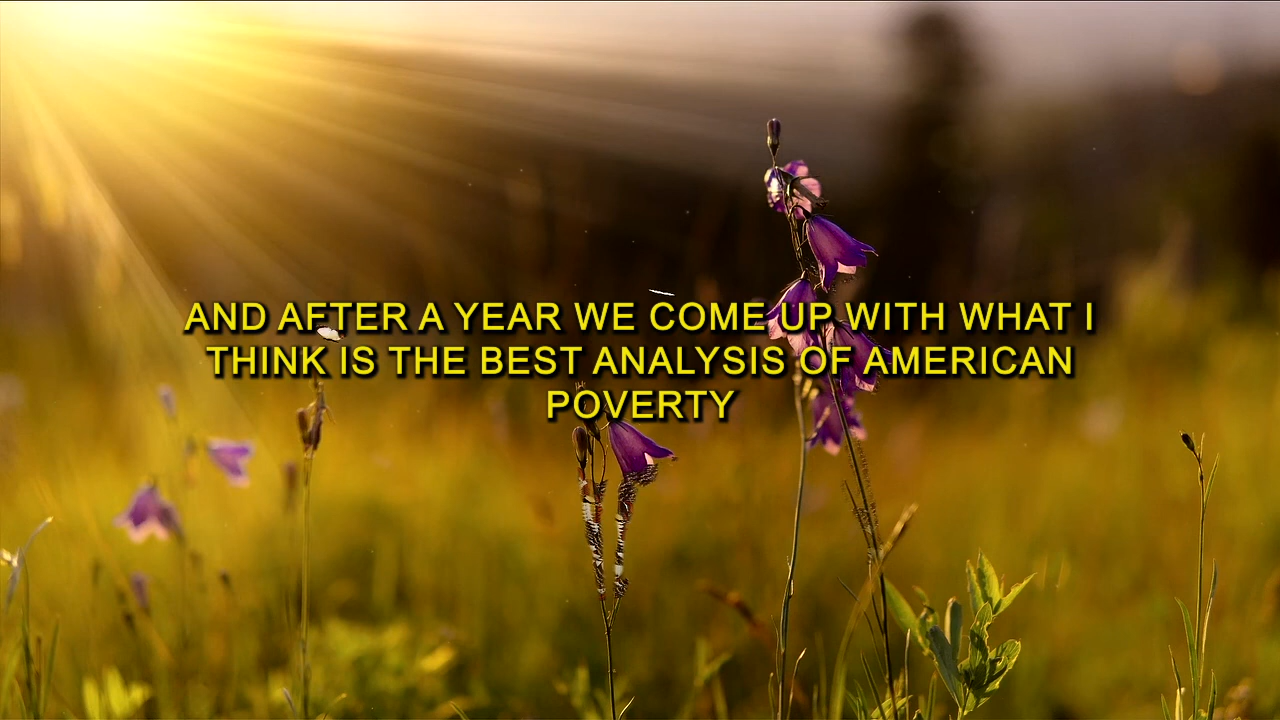 AND AFTER A YEAR WE COME UP WITH WHAT I
THINK IS THE BEST ANALYSIS OF AMERICAN
POVERTY